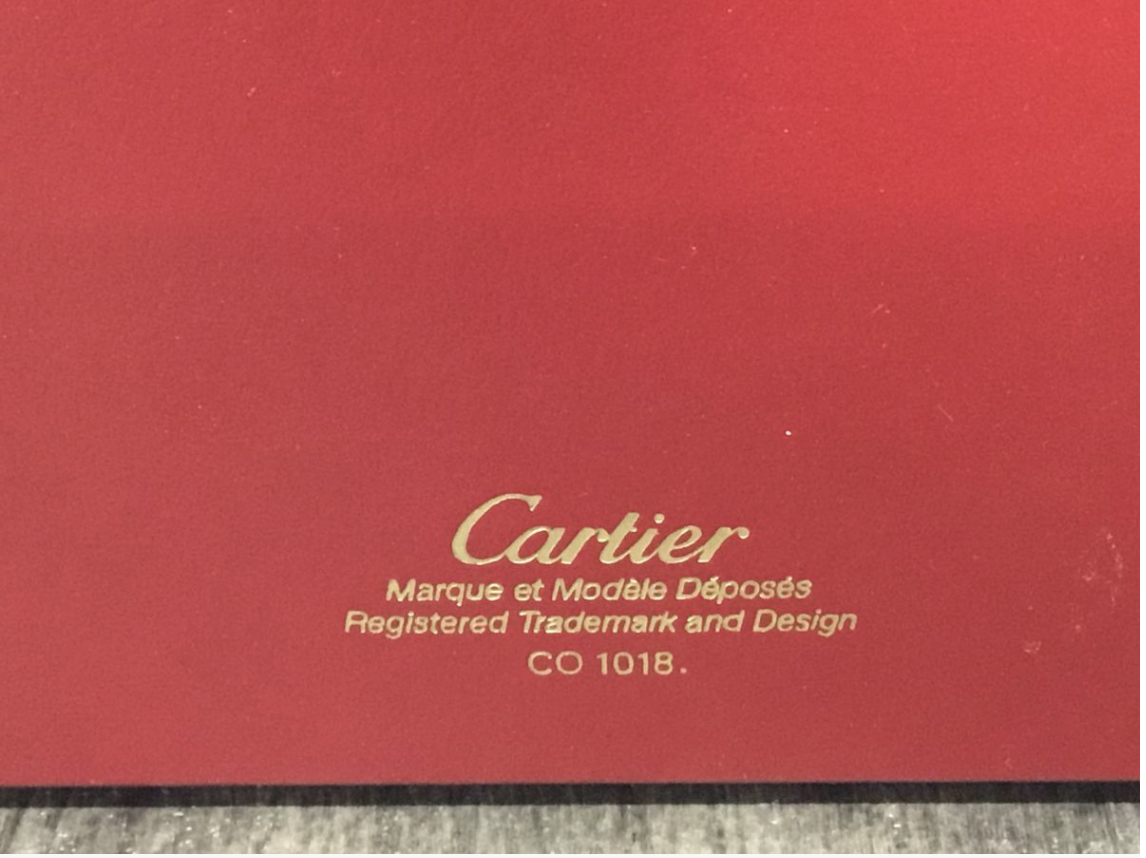 Cartier
Marque et Modèle Déposés
Registered Trademark and Design
CO 1018.